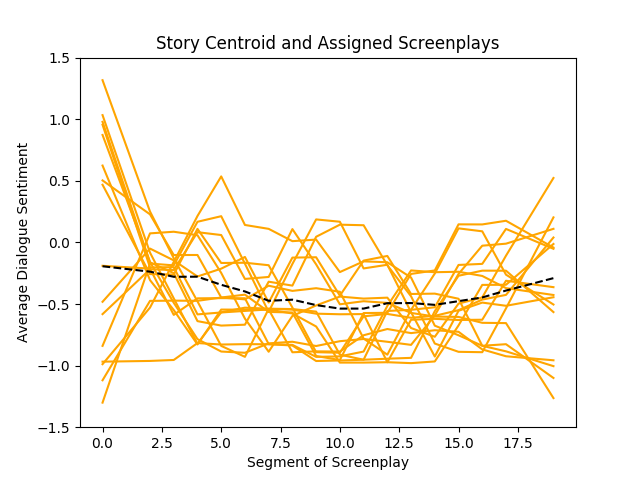 Story Centroid and Assigned Screenplays
Average Dialogue Sentiment
1.5
1.0
0.5
0.0
−0.5
−1.0
−1.5
0.0 2.5 5.0 7.5 10.0 12.5 15.0 17.5
Segment of Screenplay